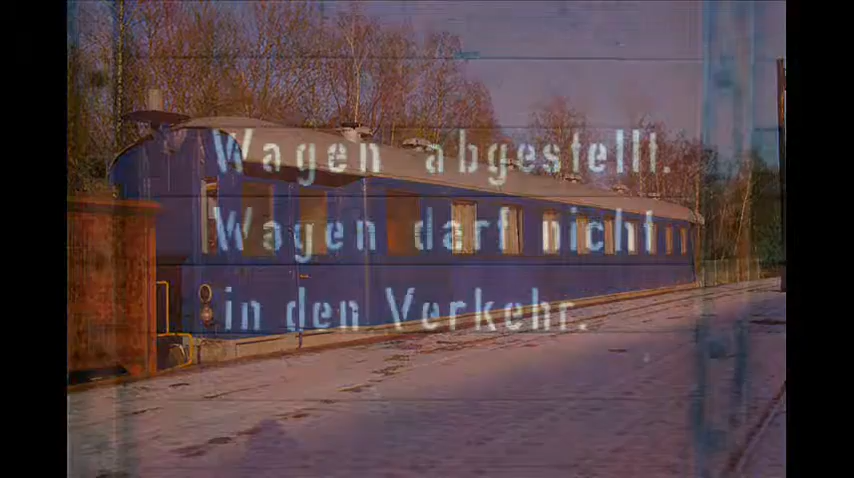 Wagen abgestellt.
Wagen darf nicht
in den Verkehr.